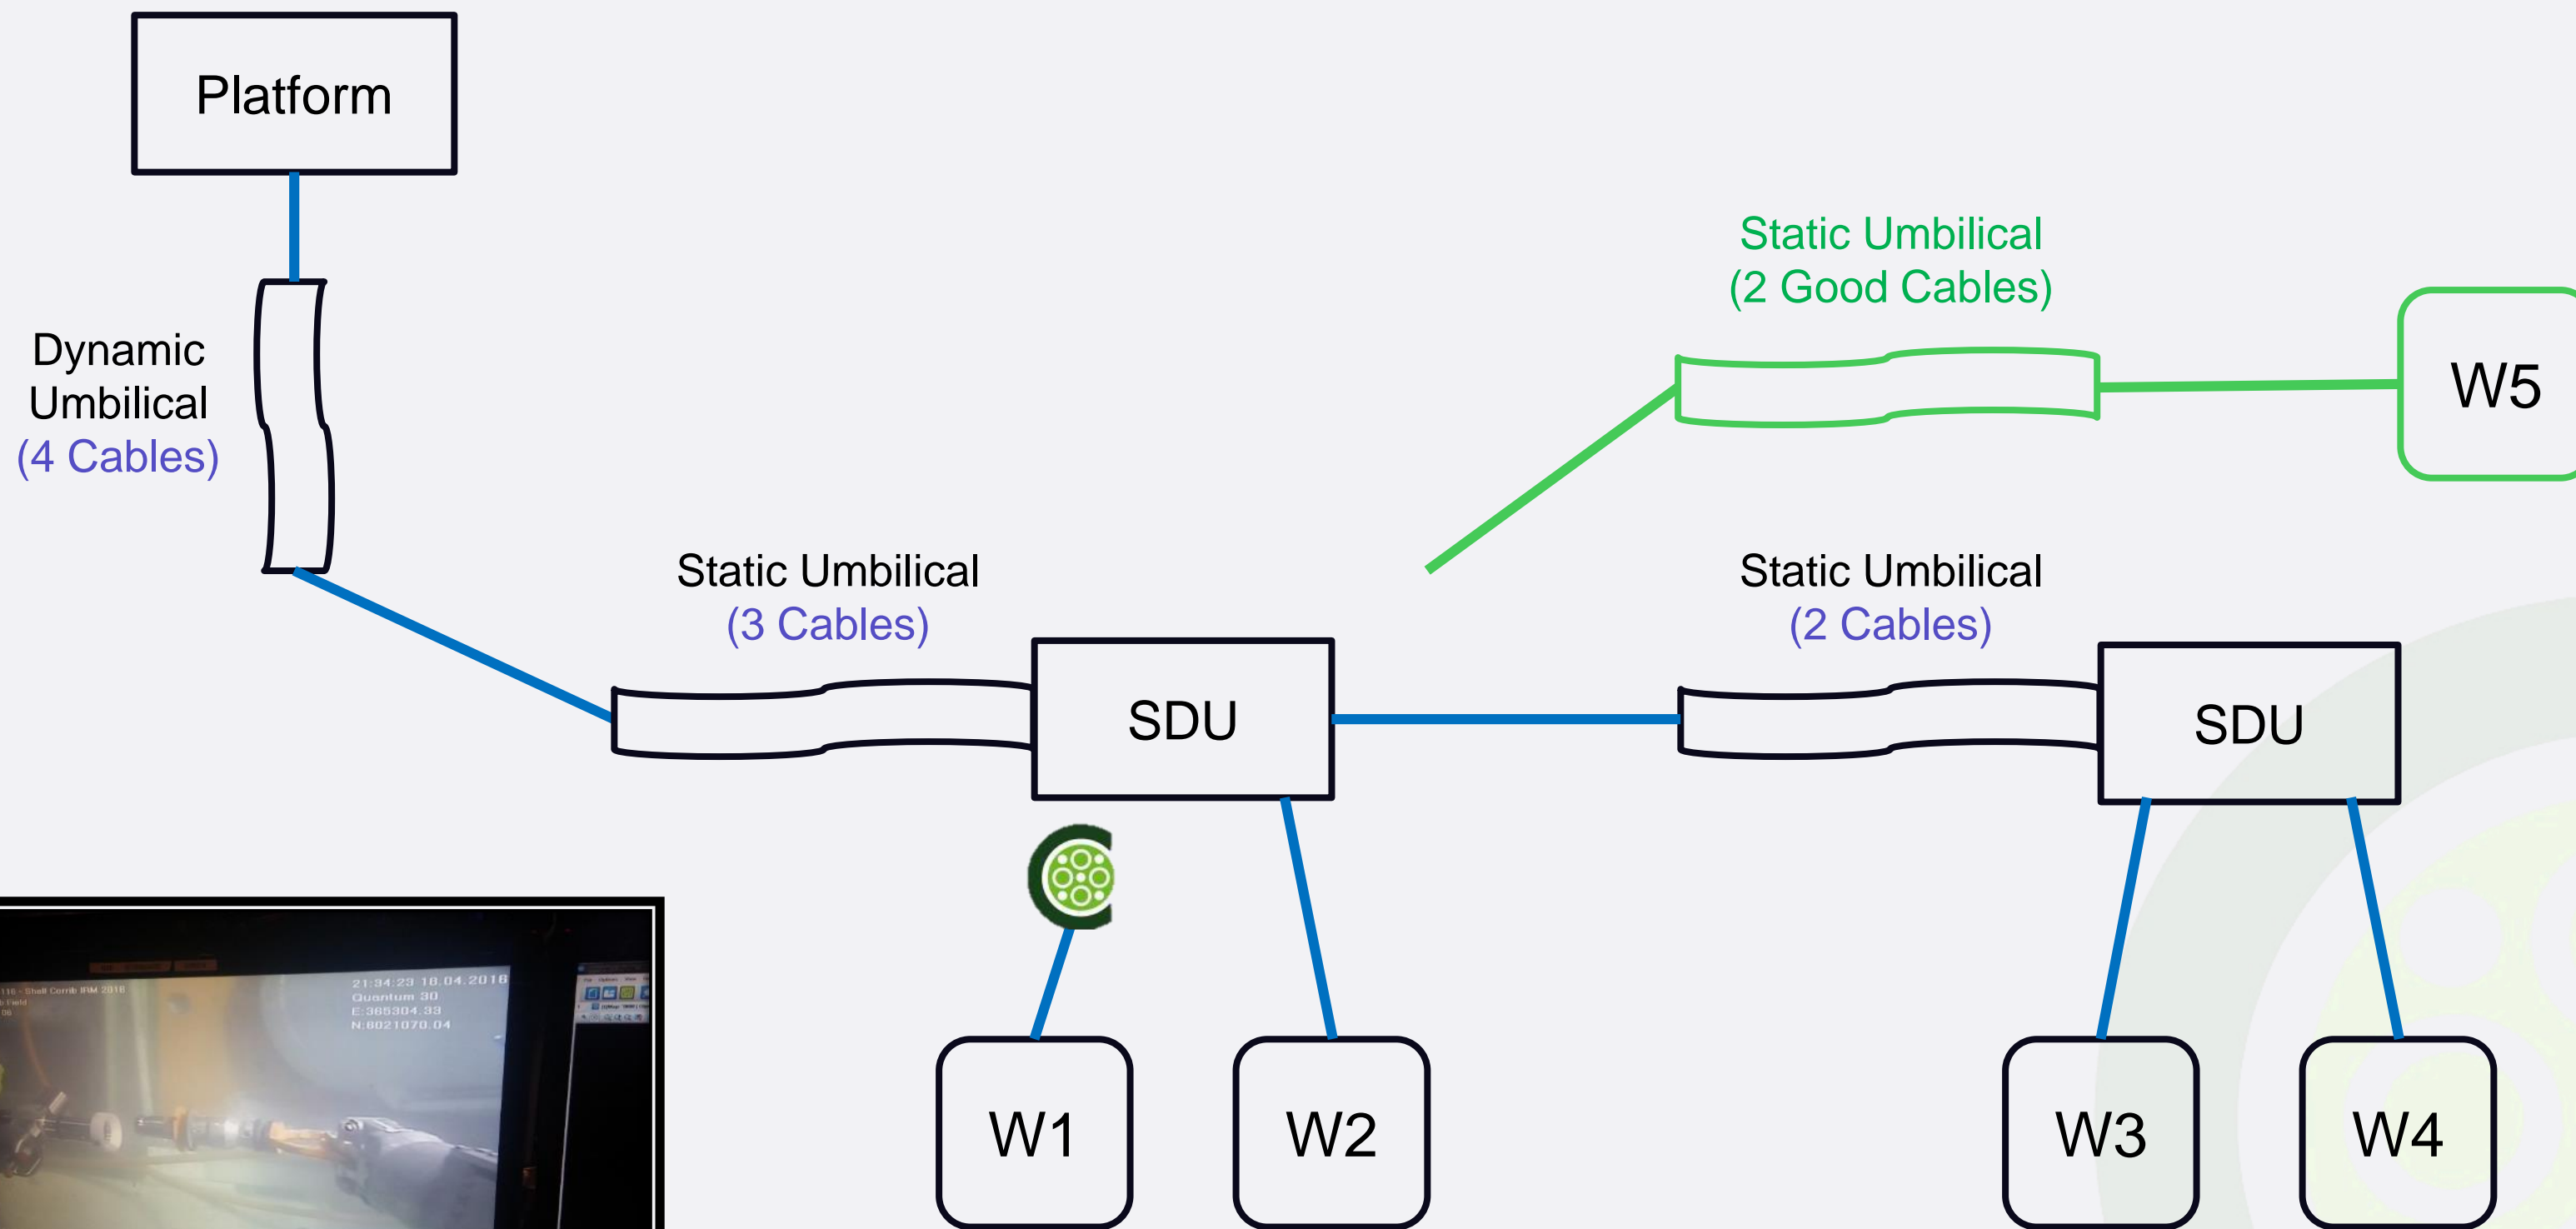 Platform
Static Umbilical
(2 Good Cables)
W5
Dynamic
Umbilical
(4 Cables)
Static Umbilical
(3 Cables)
Static Umbilical
(2 Cables)
SDU
SDU
W1
W2
W3
W4
21:34:23 18.04.2016
Quantum 30
E:365304.33
N:6021070.04